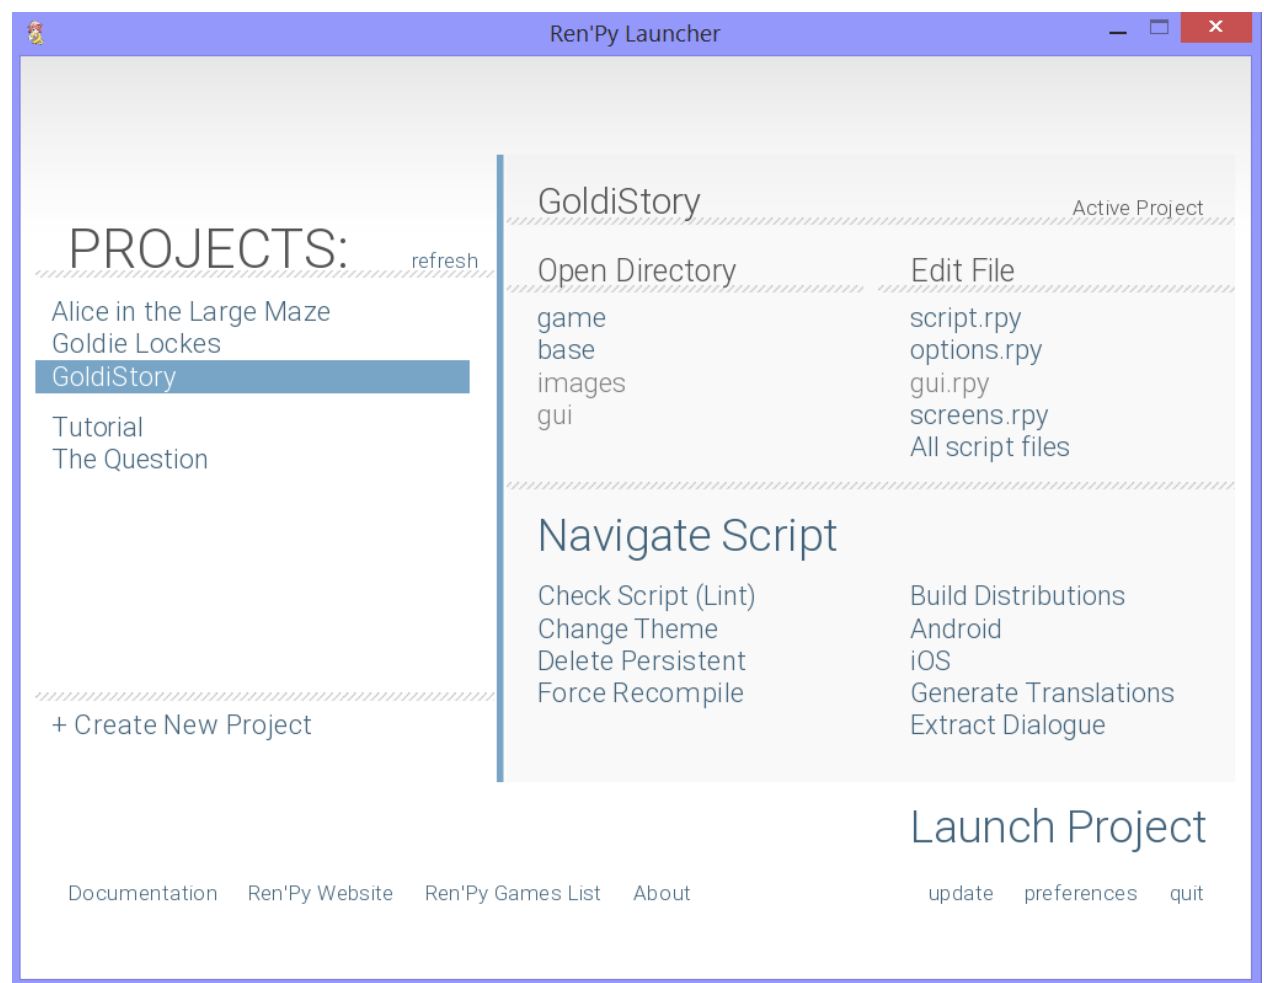 Ren'Py Launcher
PROJECTS:
refresh
Alice in the Large Maze
Goldie Lockes
GoldiStory
Tutorial
The Question
+ Create New Project
GoldiStory
Active Project
Open Directory
game
base
images
gui
Edit File
script.rpy
options.rpy
gui.rpy
screens.rpy
All script files
Navigate Script
Check Script (Lint)
Change Theme
Delete Persistent
Force Recompile
Build Distributions
Android
iOS
Generate Translations
Extract Dialogue
Launch Project
Documentation
Ren'Py Website
Ren'Py Games List
About
update
preferences
quit